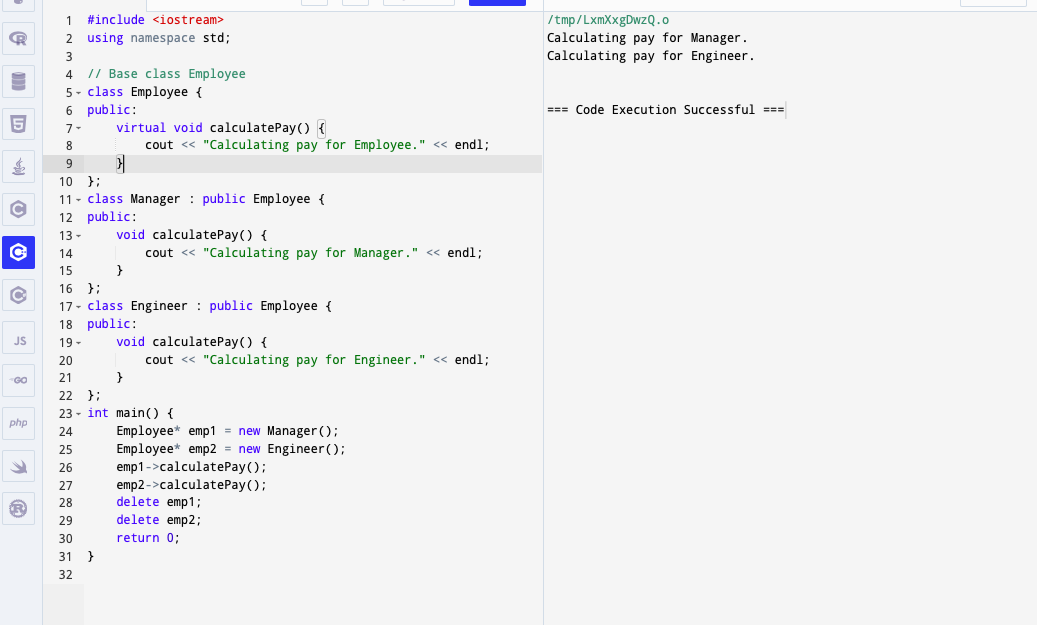 1 #include <iostream>
2 using namespace std;
3
4 // Base class Employee
5 class Employee {
6 public:
7     virtual void calculatePay() {
8         cout << "Calculating pay for Employee." << endl;
9     }
10 };
11 class Manager : public Employee {
12 public:
13     void calculatePay() {
14         cout << "Calculating pay for Manager." << endl;
15     }
16 };
17 class Engineer : public Employee {
18 public:
19     void calculatePay() {
20         cout << "Calculating pay for Engineer." << endl;
21     }
22 };
23 int main() {
24     Employee* emp1 = new Manager();
25     Employee* emp2 = new Engineer();
26     emp1->calculatePay();
27     emp2->calculatePay();
28     delete emp1;
29     delete emp2;
30     return 0;
31 }
32
/tmp/LxmXxgDwzQ.o
Calculating pay for Manager.
Calculating pay for Engineer.
=== Code Execution Successful ===
R
5
C
C
C
JS
GO
php
R